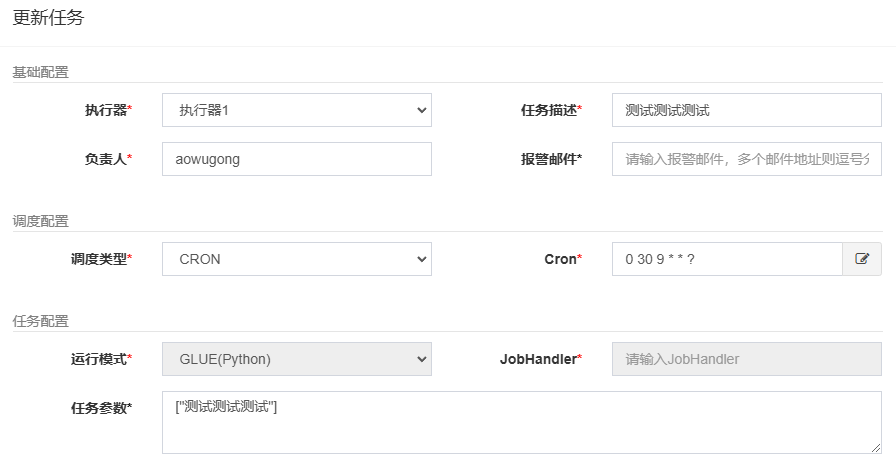 更新任务
基础配置
执行器* 执行器1 任务描述* 测试测试测试
负责人* aowugong 报警邮件* 请输入报警邮件，多个邮件地址则逗号
调度配置
调度类型* CRON Cron* 0 30 9 * * ?
任务配置
运行模式* GLUE(Python) JobHandler* 请输入JobHandler
任务参数* ["测试测试测试"]